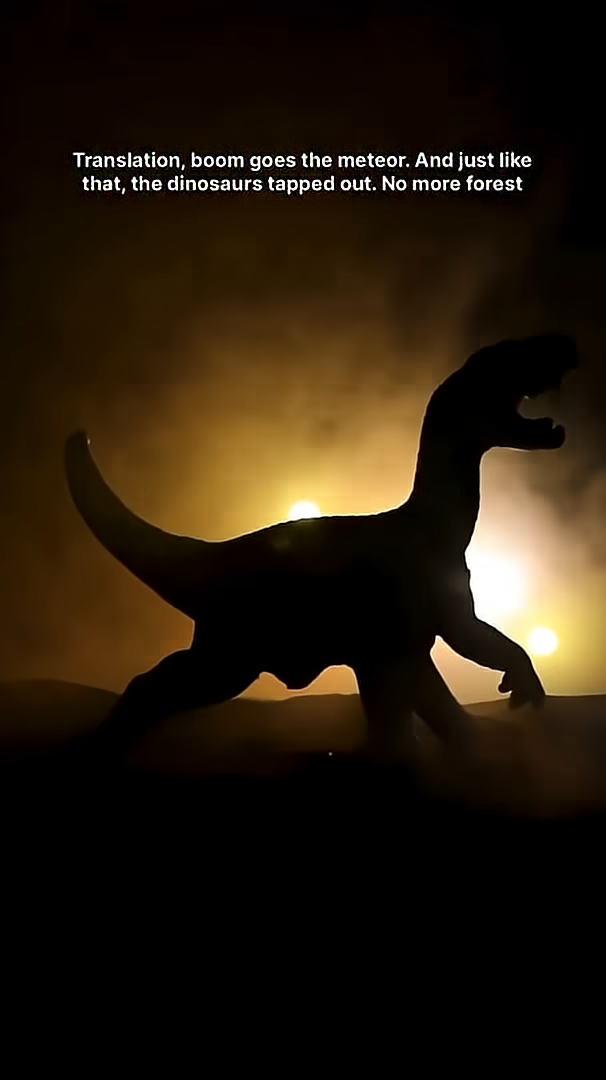 Translation, boom goes the meteor. And just like
that, the dinosaurs tapped out. No more forest